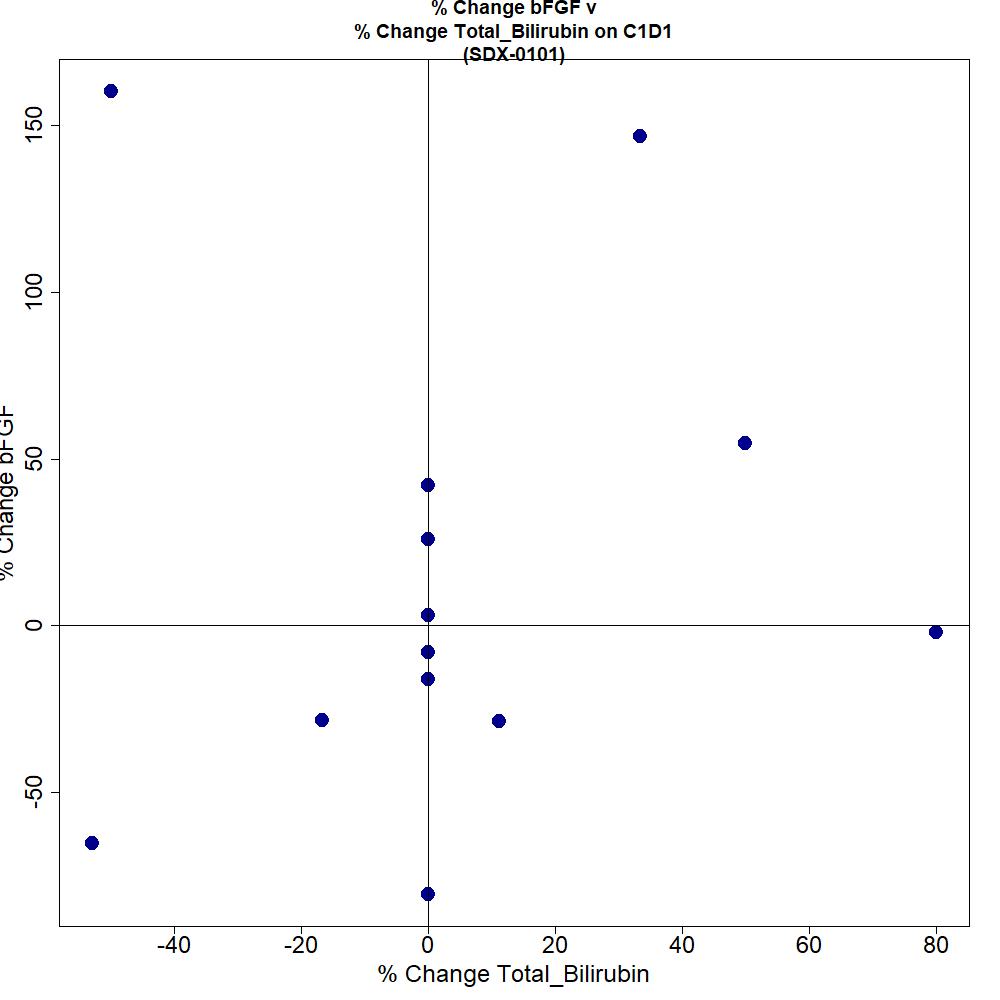 % Change bFGF v
% Change Total_Bilirubin on C1D1
(SDX-0101)
% Change bFGF
150
100
50
0
-50
-40
-20
0
20
40
60
80
% Change Total_Bilirubin